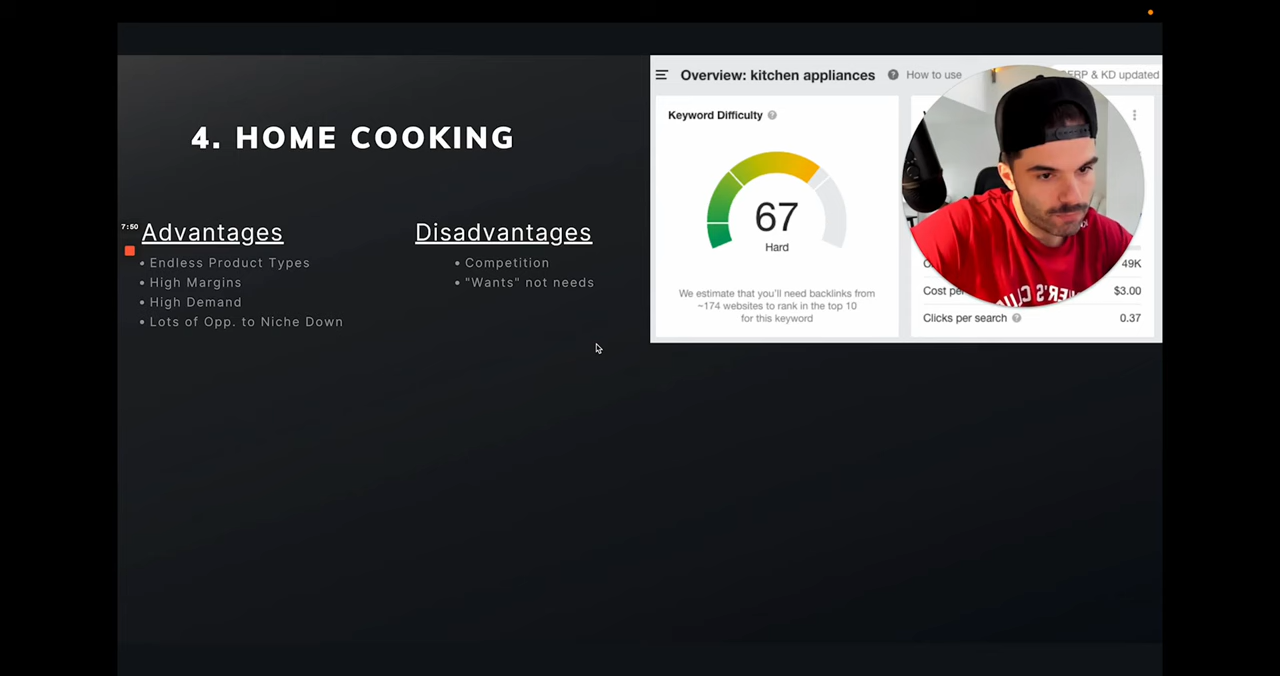 4. HOME COOKING
7:50
Advantages
• Endless Product Types
• High Margins
• High Demand
• Lots of Opp. to Niche Down
Disadvantages
• Competition
• "Wants" not needs
Overview: kitchen appliances
How to use
SERP & KD updated
Keyword Difficulty
67
Hard
We estimate that you'll need backlinks from
~174 websites to rank in the top 10
for this keyword
49K
Cost per
$3.00
Clicks per search
0.37